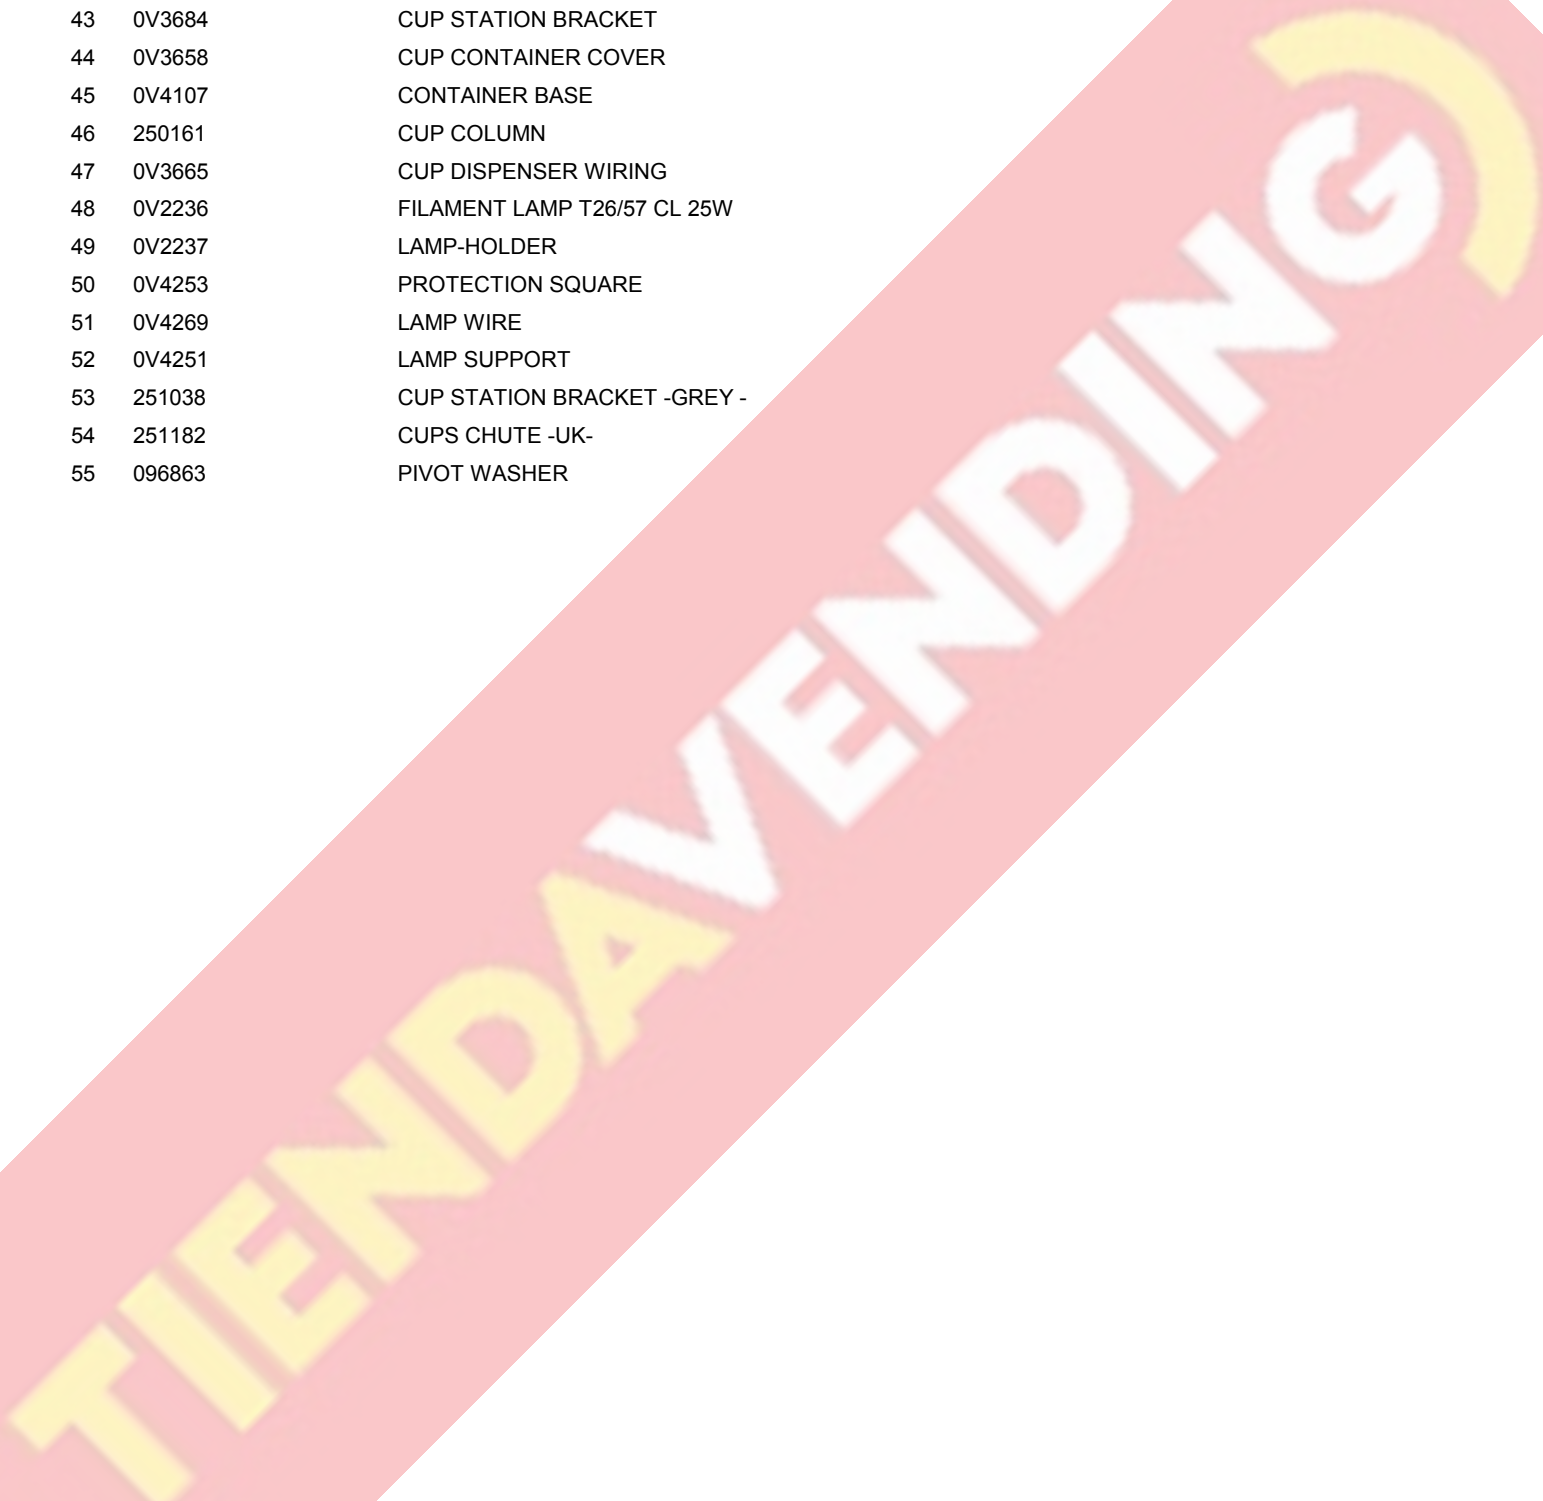 43 0V3684 CUP STATION BRACKET
44 0V3658 CUP CONTAINER COVER
45 0V4107 CONTAINER BASE
46 250161 CUP COLUMN
47 0V3665 CUP DISPENSER WIRING
48 0V2236 FILAMENT LAMP T26/57 CL 25W
49 0V2237 LAMP-HOLDER
50 0V4253 PROTECTION SQUARE
51 0V4269 LAMP WIRE
52 0V4251 LAMP SUPPORT
53 251038 CUP STATION BRACKET -GREY -
54 251182 CUPS CHUTE -UK-
55 096863 PIVOT WASHER
TIENDAVENDING